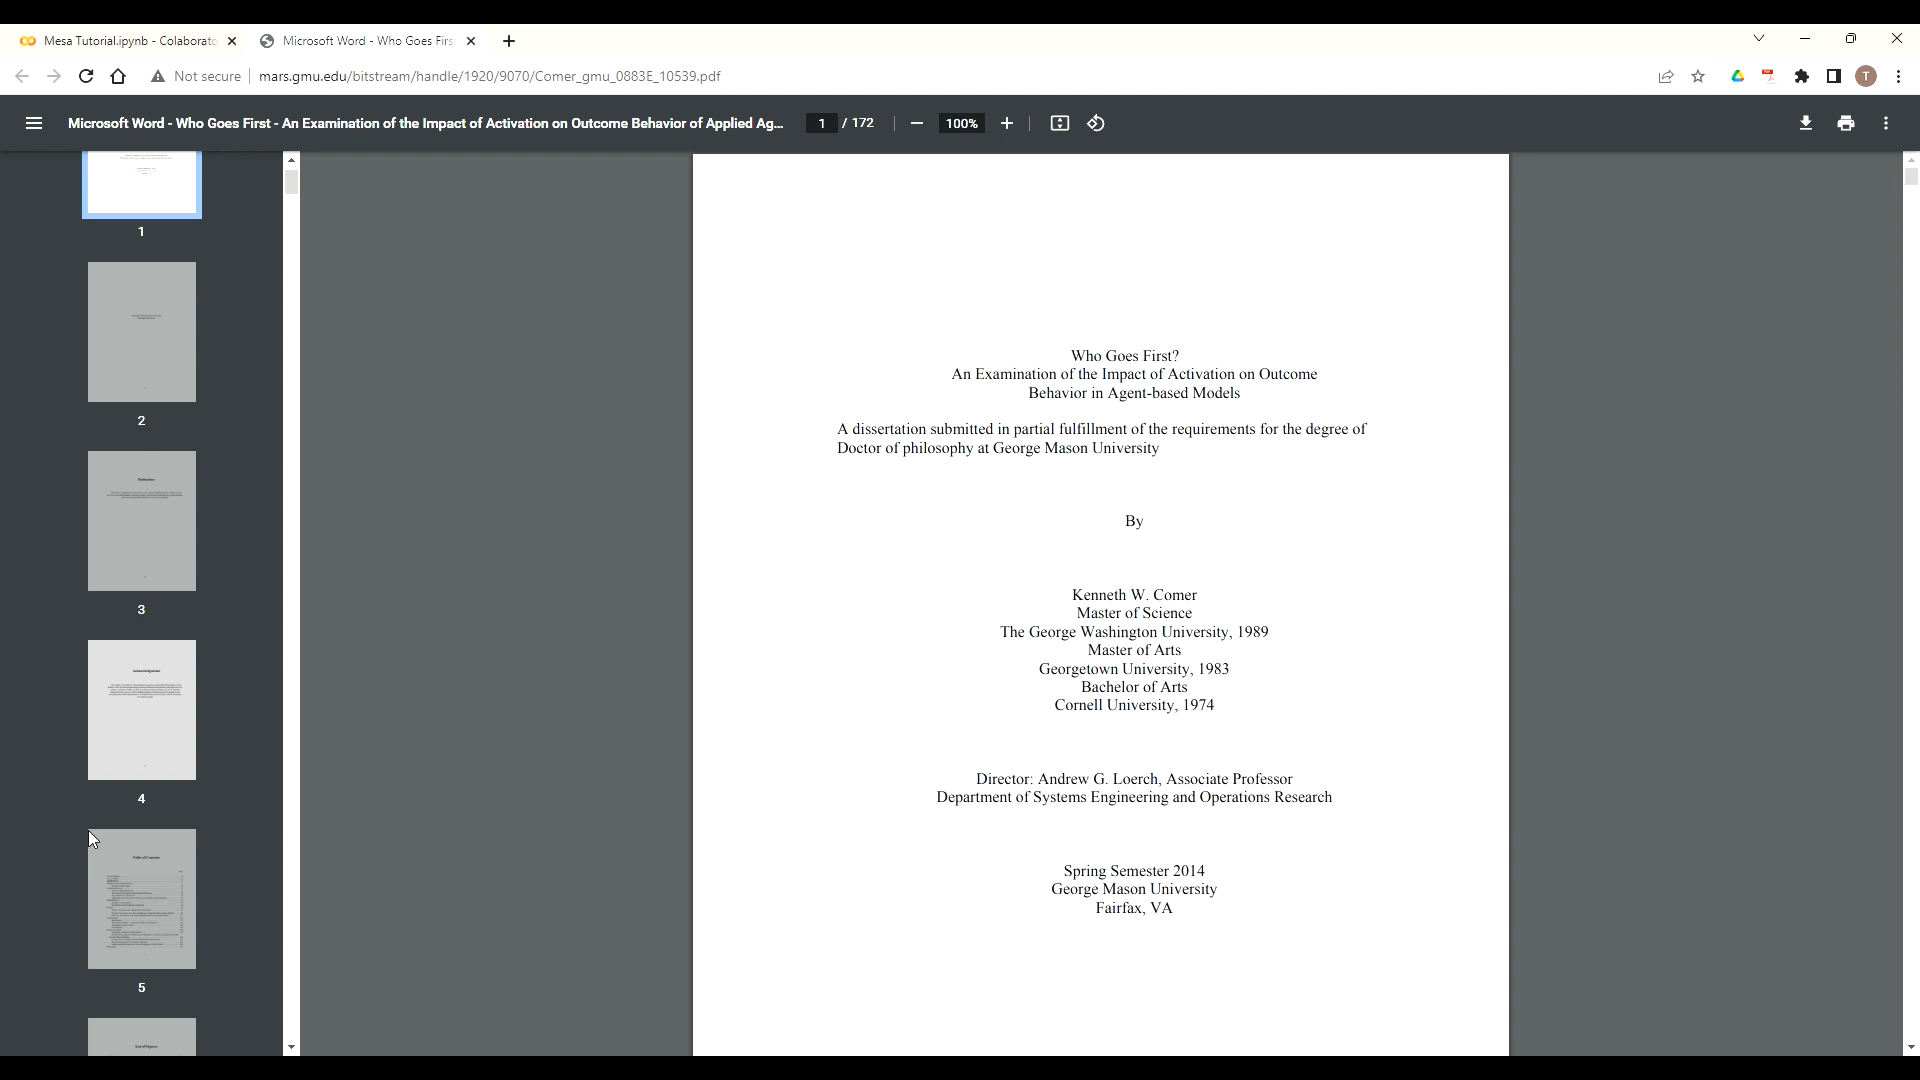 Mesa Tutorial.ipynb - Colaborato
Microsoft Word - Who Goes Firs
Not secure
mars.gmu.edu/bitstream/handle/1920/9070/Comer_gmu_0883E_10539.pdf
T
Microsoft Word - Who Goes First - An Examination of the Impact of Activation on Outcome Behavior of Applied Ag...
1 / 172
100%
1
2
3
4
5
Who Goes First?
An Examination of the Impact of Activation on Outcome
Behavior in Agent-based Models
A dissertation submitted in partial fulfillment of the requirements for the degree of
Doctor of philosophy at George Mason University
By
Kenneth W. Comer
Master of Science
The George Washington University, 1989
Master of Arts
Georgetown University, 1983
Bachelor of Arts
Cornell University, 1974
Director: Andrew G. Loerch, Associate Professor
Department of Systems Engineering and Operations Research
Spring Semester 2014
George Mason University
Fairfax, VA